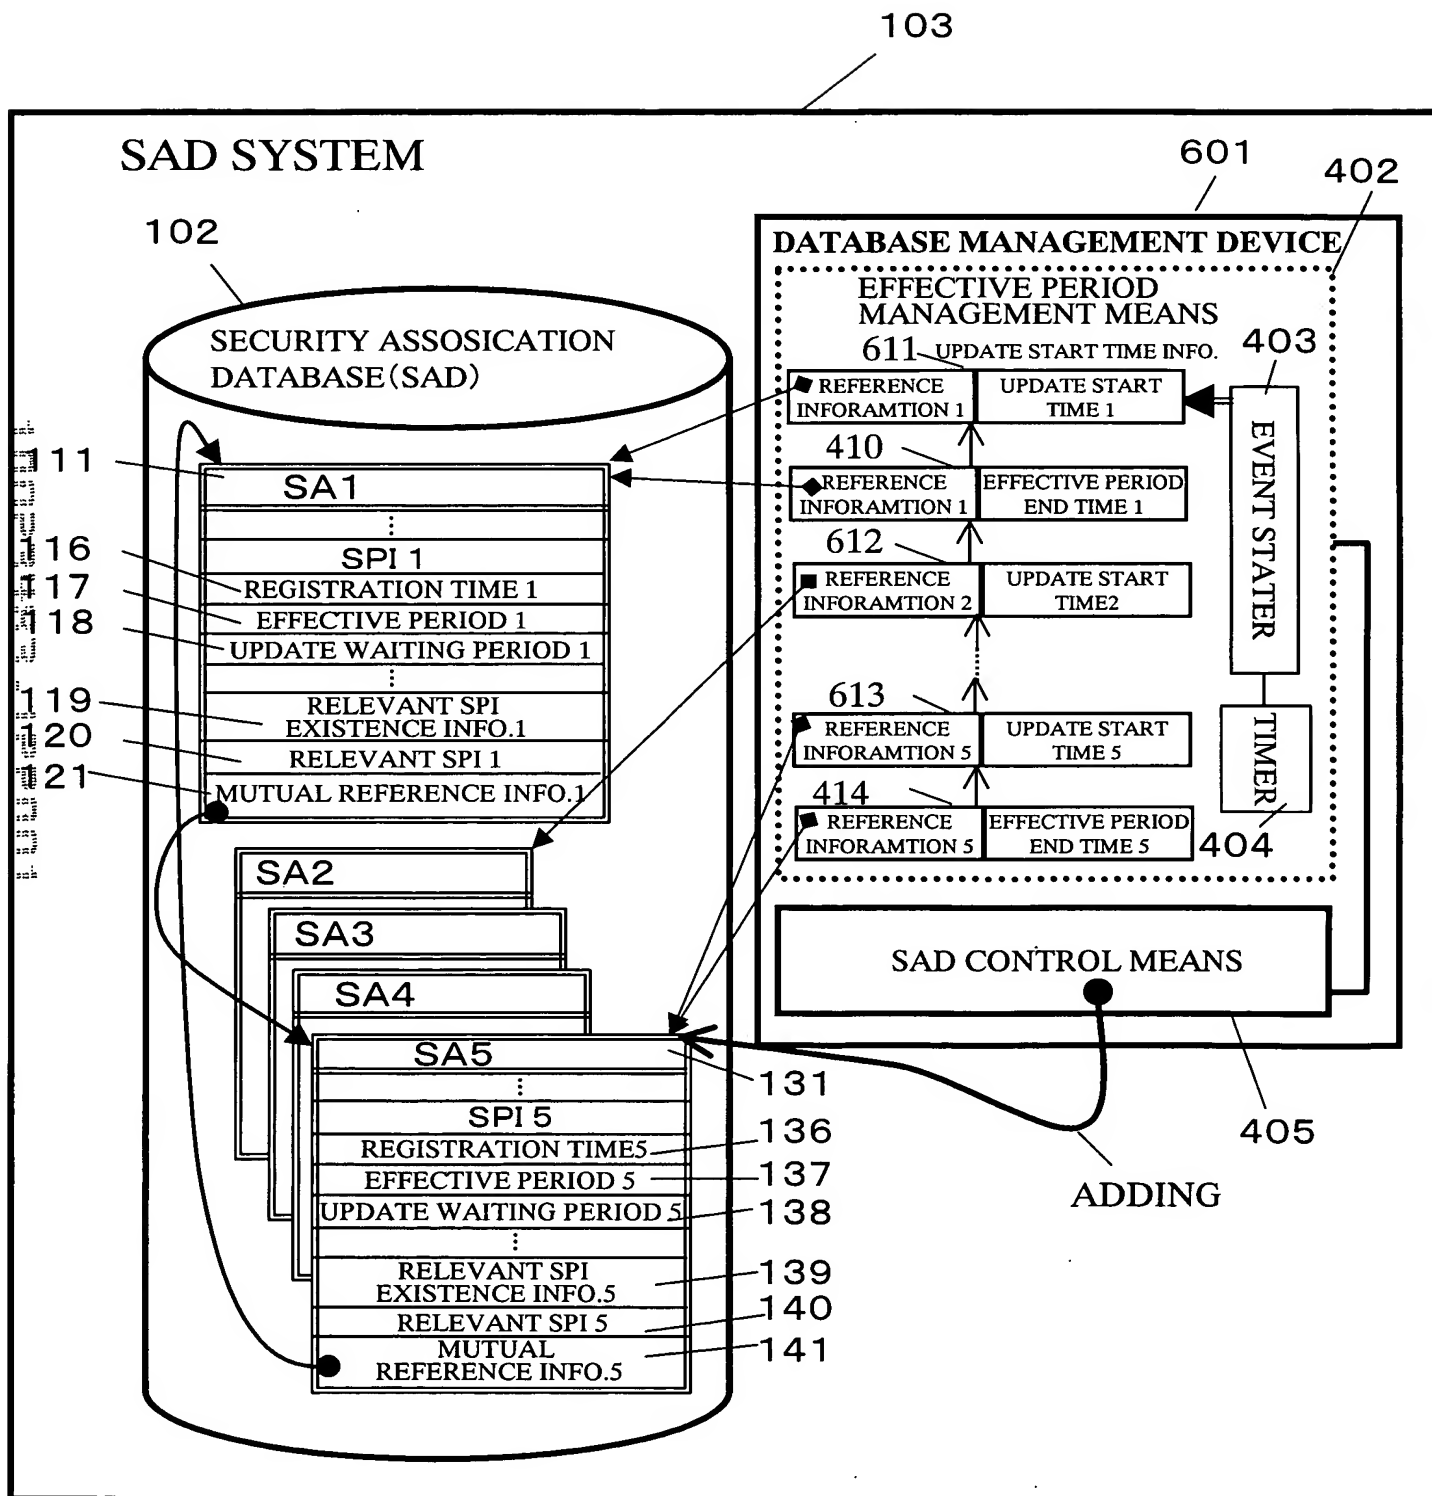 103
SAD SYSTEM
601
402
102
DATABASE MANAGEMENT DEVICE
EFFECTIVE PERIOD
MANAGEMENT MEANS
SECURITY ASSOSICATION
DATABASE(SAD)
611
UPDATE START TIME INFO.
403
REFERENCE
INFORAMTION 1
UPDATE START
TIME 1
EVENT STATER
111
SA1
410
REFERENCE
INFORAMTION 1
EFFECTIVE PERIOD
END TIME 1
⋮
SPI 1
612
116
REGISTRATION TIME 1
REFERENCE
INFORAMTION 2
UPDATE START
TIME2
117
EFFECTIVE PERIOD 1
118
UPDATE WAITING PERIOD 1
⋮
119
RELEVANT SPI
EXISTENCE INFO.1
613
REFERENCE
INFORAMTION 5
UPDATE START
TIME 5
TIMER
120
RELEVANT SPI 1
121
MUTUAL REFERENCE INFO.1
414
REFERENCE
INFORAMTION 5
EFFECTIVE PERIOD
END TIME 5
404
SA2
SA3
SAD CONTROL MEANS
SA4
SA5
131
⋮
SPI 5
405
REGISTRATION TIME5
136
EFFECTIVE PERIOD 5
137
ADDING
UPDATE WAITING PERIOD 5
138
⋮
RELEVANT SPI
EXISTENCE INFO.5
139
RELEVANT SPI 5
140
MUTUAL
REFERENCE INFO.5
141